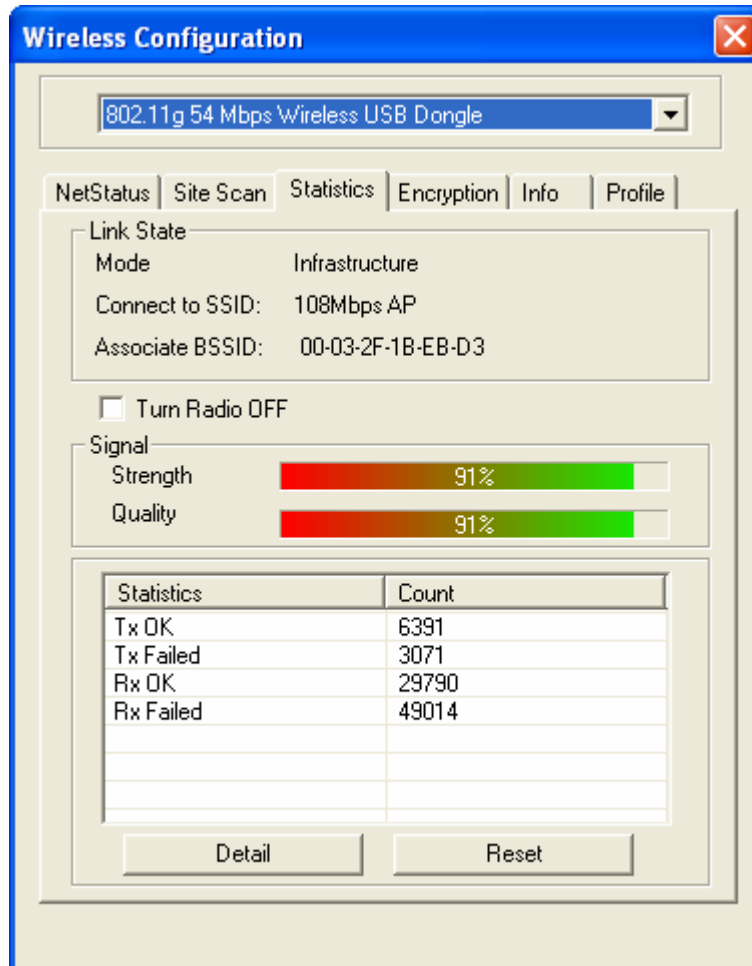 Wireless Configuration
802.11g 54 Mbps Wireless USB Dongle
NetStatus Site Scan Statistics Encryption Info Profile
Link State
Mode Infrastructure
Connect to SSID: 108Mbps AP
Associate BSSID: 00-03-2F-1B-EB-D3
Turn Radio OFF
Signal
Strength 91%
Quality 91%
Statistics Count
Tx OK 6391
Tx Failed 3071
Rx OK 29790
Rx Failed 49014
Detail Reset